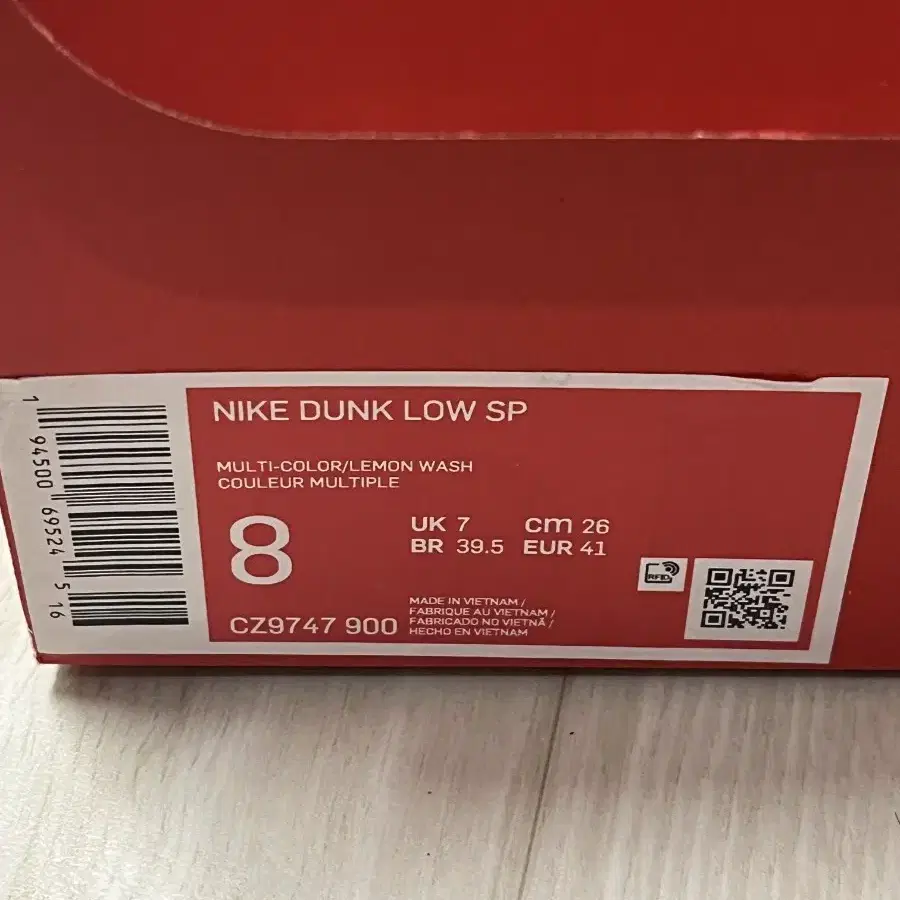 1 94500 69524 5 16
NIKE DUNK LOW SP
MULTI-COLOR/LEMON WASH
COULEUR MULTIPLE
8
UK 7 cm 26
BR 39.5 EUR 41
RFID
CZ9747 900
MADE IN VIETNAM /
FABRIQUE AU VIETNAM /
FABRICADO NO VIETNÃ /
HECHO EN VIETNAM